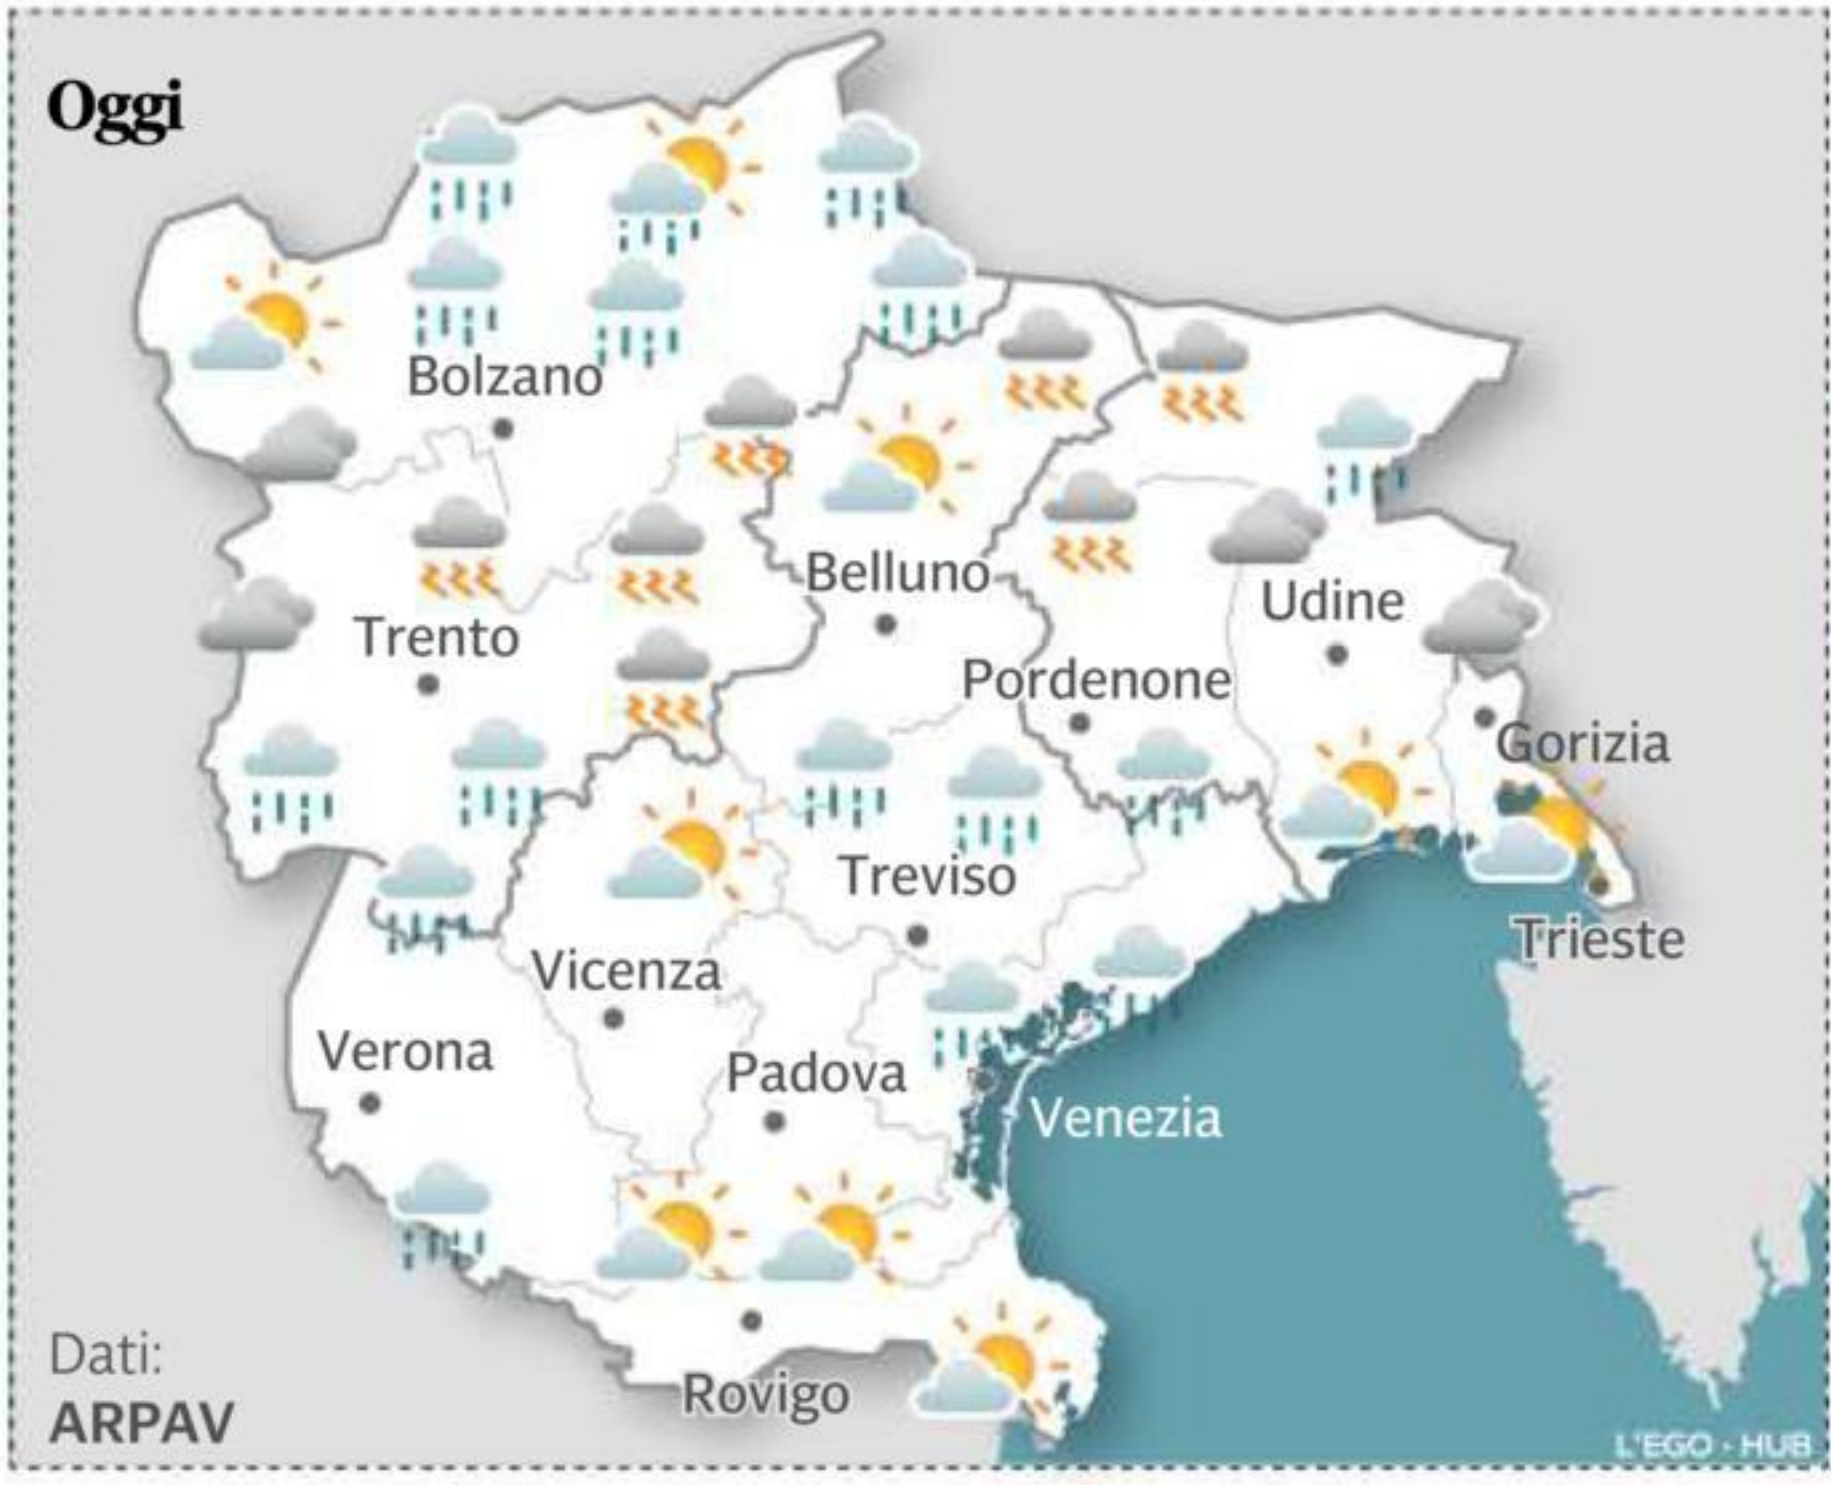 Oggi
Bolzano
Belluno
Udine
Trento
Pordenone
Gorizia
Treviso
Trieste
Vicenza
Verona
Padova
Venezia
Dati:
ARPAV
Rovigo
L'EGO - HUB